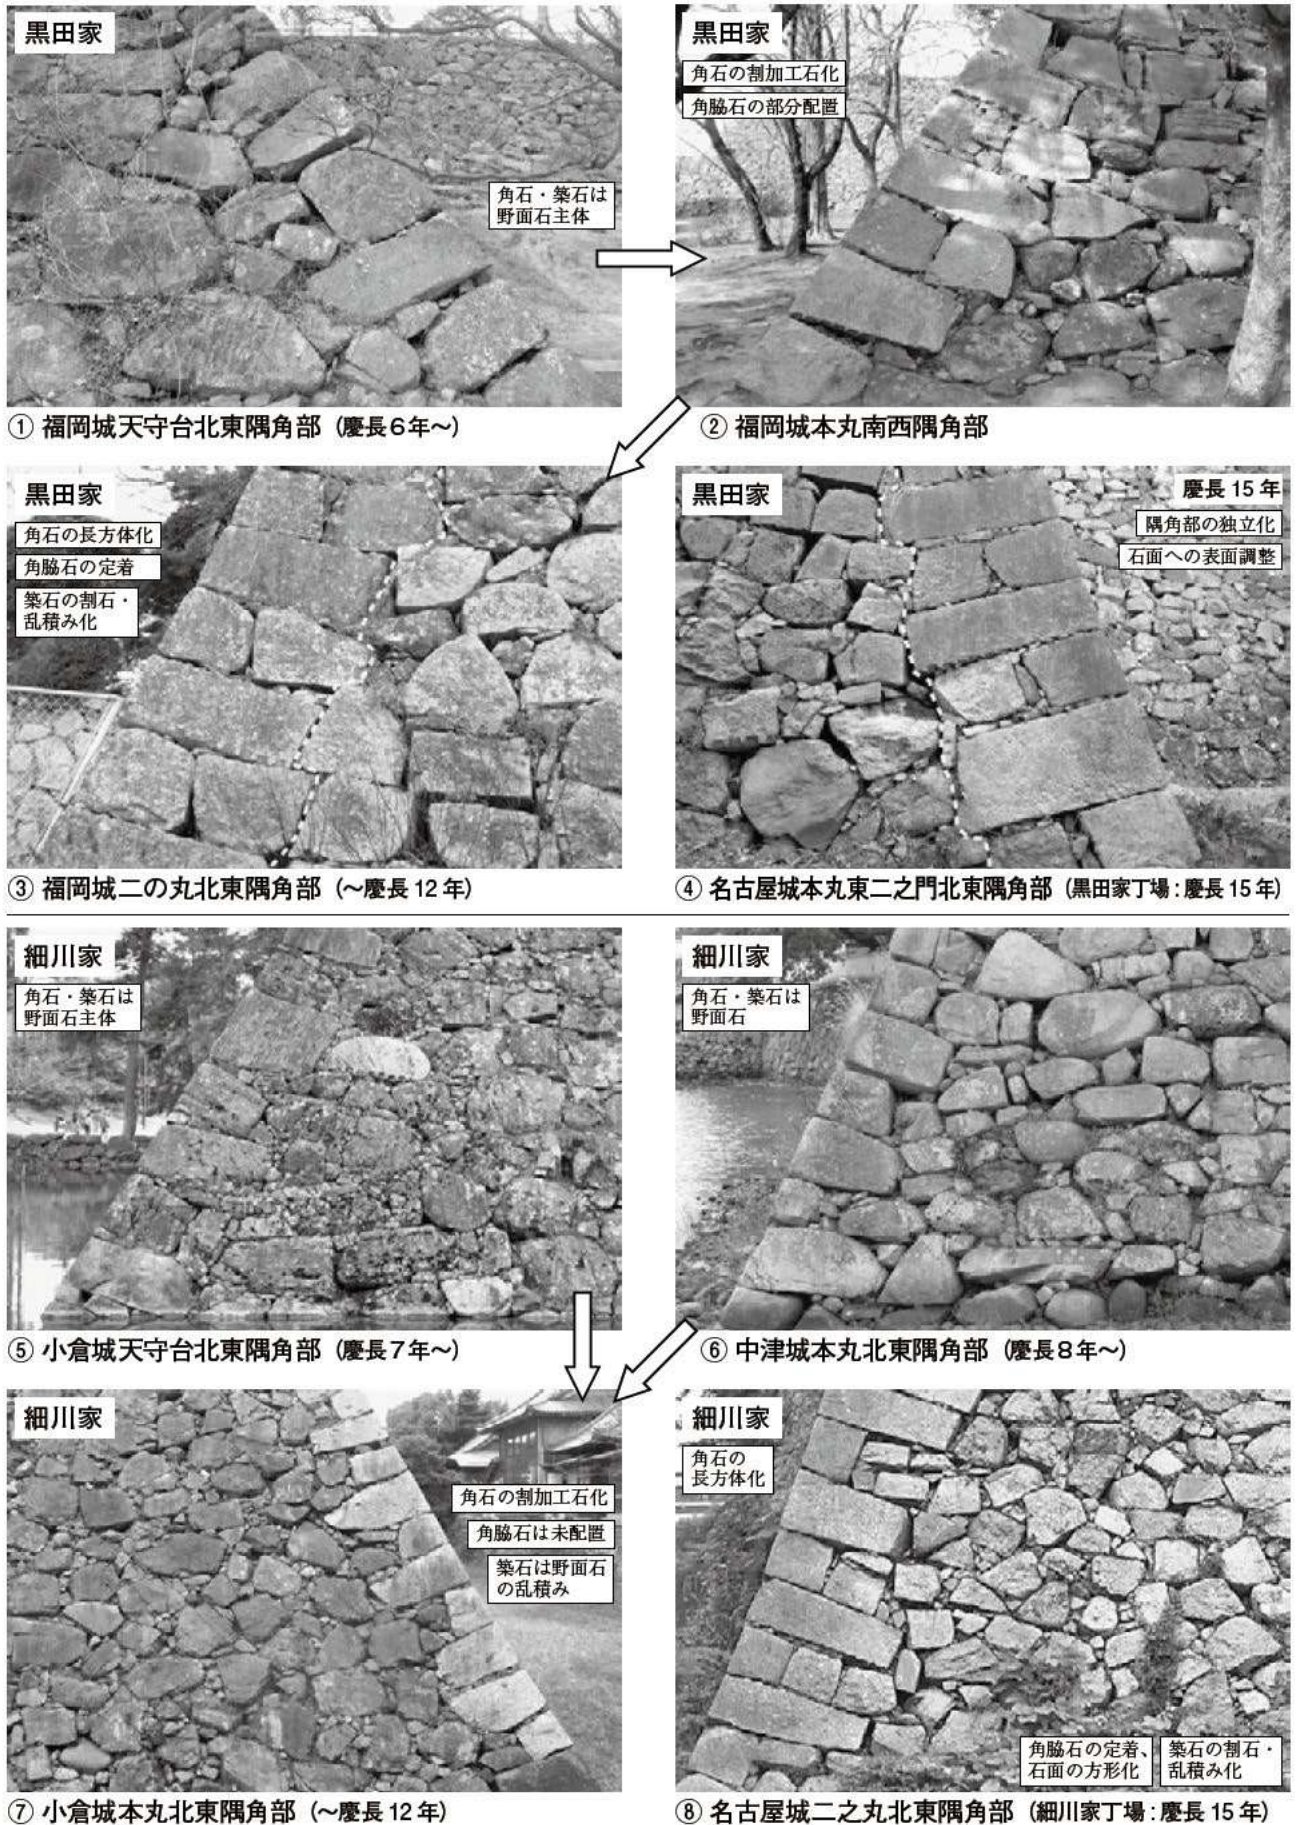 黒田家
角石・築石は
野面石主体
① 福岡城天守台北東隅角部（慶長6年～）
黒田家
角石の割加工石化
角脇石の部分配置
② 福岡城本丸南西隅角部
黒田家
角石の長方体化
角脇石の定着
築石の割石・
乱積み化
③ 福岡城二の丸北東隅角部（～慶長12年）
黒田家
慶長15年
隅角部の独立化
石面への表面調整
④ 名古屋城本丸東二之門北東隅角部（黒田家丁場：慶長15年）
細川家
角石・築石は
野面石主体
⑤ 小倉城天守台北東隅角部（慶長7年～）
細川家
角石・築石は
野面石
⑥ 中津城本丸北東隅角部（慶長8年～）
細川家
角石の割加工石化
角脇石は未配置
築石は野面石
の乱積み
⑦ 小倉城本丸北東隅角部（～慶長12年）
細川家
角石の
長方体化
角脇石の定着、
石面の方形化
築石の割石・
乱積み化
⑧ 名古屋城二之丸北東隅角部（細川家丁場：慶長15年）